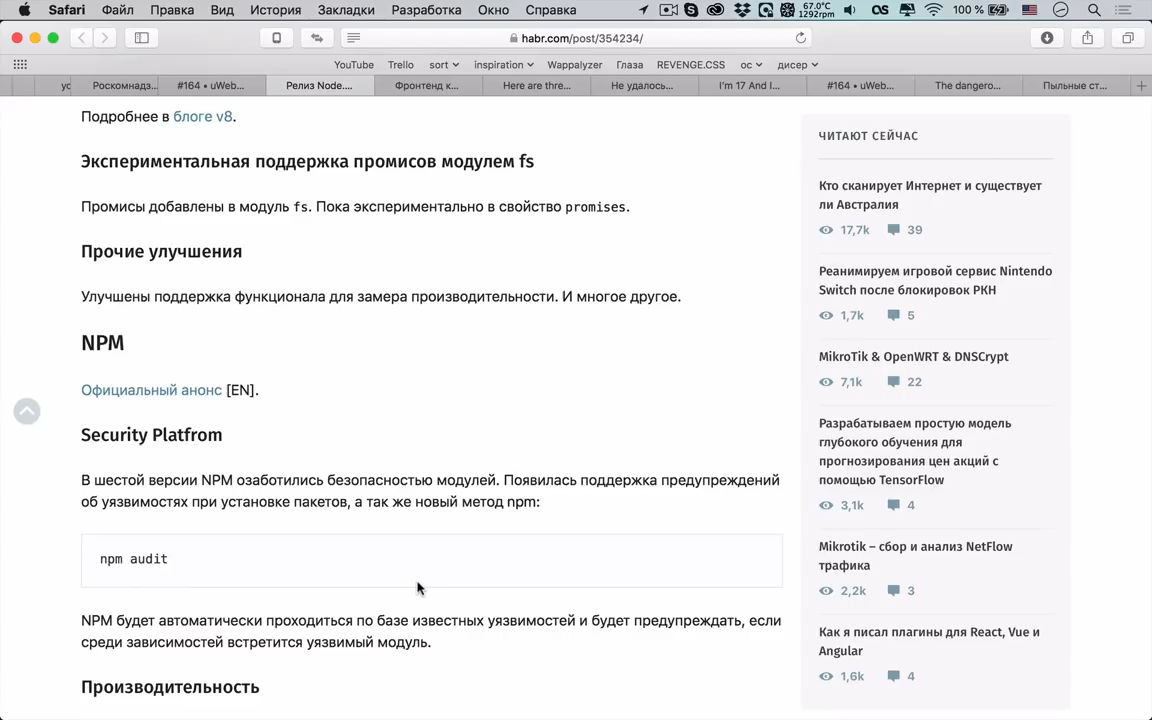 Safari Файл Правка Вид История Закладки Разработка Окно Справка 67.0°C 1292rpm 100 %
habr.com/post/354234/
YouTube Trello sort inspiration Wappalyzer Глаза REVENGE.CSS ос дисер
ус Роскомнадз... #164 • uWeb... Релиз Node.... Фронтенд к... Here are thre... Не удалось... I'm 17 And I... #164 • uWeb... The dangero... Пыльные ст...
Подробнее в блоге v8.
Экспериментальная поддержка промисов модулем fs
Промисы добавлены в модуль fs. Пока экспериментально в свойство promises.
Прочие улучшения
Улучшены поддержка функционала для замера производительности. И многое другое.
NPM
Официальный анонс [EN].
Security Platfrom
В шестой версии NPM озаботились безопасностью модулей. Появилась поддержка предупреждений
об уязвимостях при установке пакетов, а так же новый метод npm:
npm audit
NPM будет автоматически проходиться по базе известных уязвимостей и будет предупреждать, если
среди зависимостей встретится уязвимый модуль.
Производительность
ЧИТАЮТ СЕЙЧАС
Кто сканирует Интернет и существует
ли Австралия
17,7k 39
Реанимируем игровой сервис Nintendo
Switch после блокировок РКН
1,7k 5
MikroTik & OpenWRT & DNSCrypt
7,1k 22
Разрабатываем простую модель
глубокого обучения для
прогнозирования цен акций с
помощью TensorFlow
3,1k 4
Mikrotik – сбор и анализ NetFlow
трафика
2,2k 3
Как я писал плагины для React, Vue и
Angular
1,6k 4